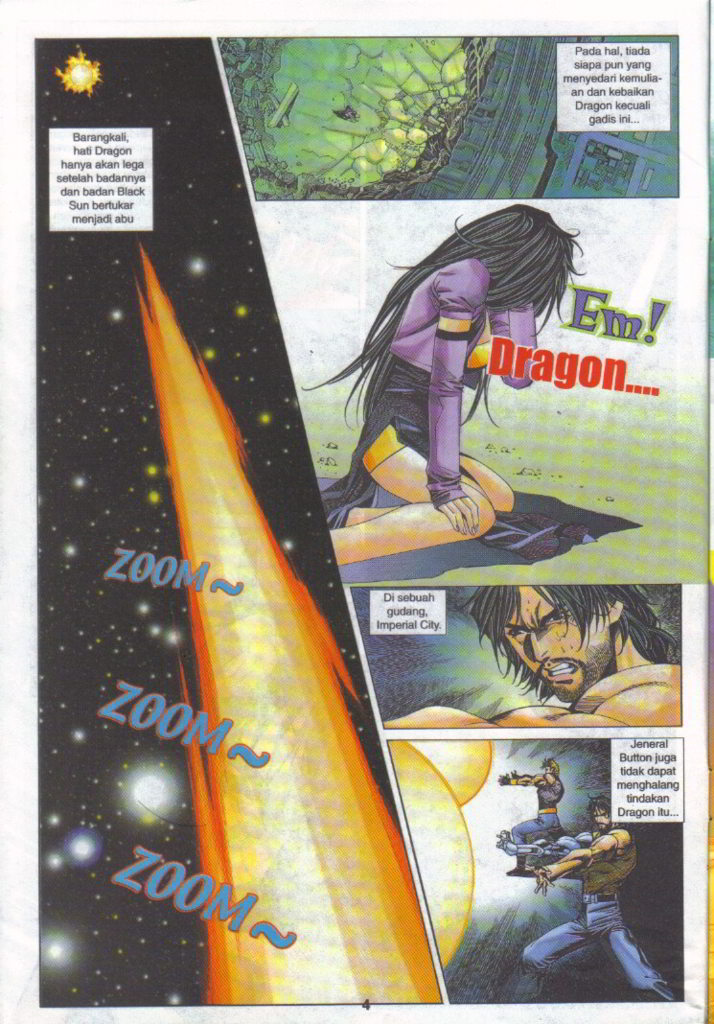 Barangkali,
hati Dragon
hanya akan lega
setelah badannya
dan badan Black
Sun bertukar
menjadi abu
Pada hal, tiada
siapa pun yang
menyedari kemulia-
an dan kebaikan
Dragon kecuali
gadis ini...
Em!
Dragon....
ZOOM~
ZOOM~
ZOOM~
Di sebuah
gudang,
Imperial City.
Jeneral
Button juga
tidak dapat
menghalang
tindakan
Dragon itu...
4